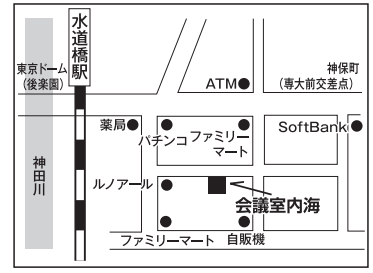 水道橋駅
東京ドーム
（後楽園）
神保町
（専大前交差点）
ATM
薬局
パチンコ
ファミリー
マート
SoftBank
神田川
ルノアール
会議室内海
ファミリーマート
自販機